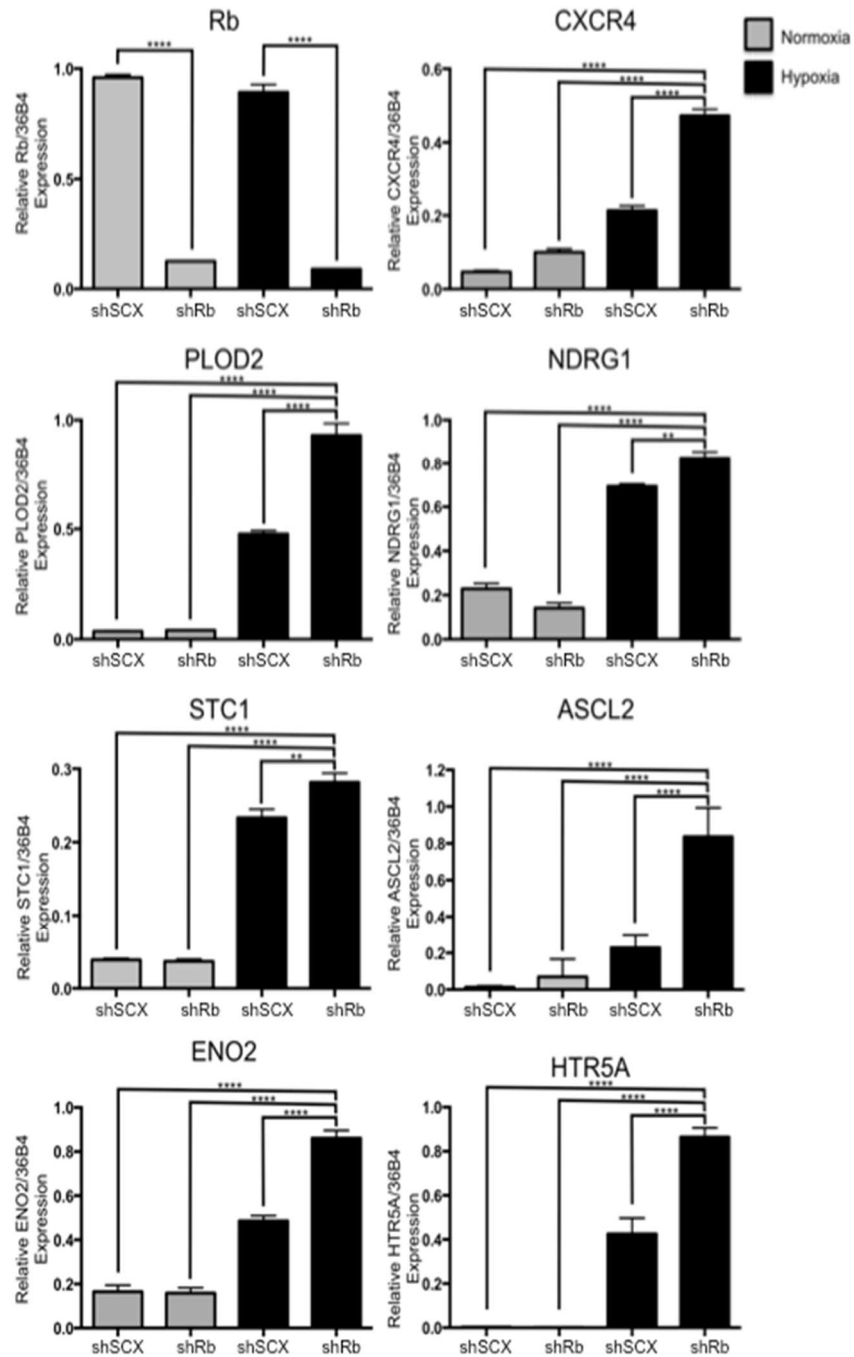 Rb
****
****
1.0
0.5
0.0
Relative Rb/36B4
Expression
shSCX shRb shSCX shRb
CXCR4
****
****
****
0.6
0.4
0.2
0.0
Relative CXCR4/36B4
Expression
shSCX shRb shSCX shRb
Normoxia
Hypoxia
PLOD2
****
****
****
1.0
0.5
0.0
Relative PLOD2/36B4
Expression
shSCX shRb shSCX shRb
NDRG1
****
****
**
1.0
0.8
0.6
0.4
0.2
0.0
Relative NDRG1/36B4
Expression
shSCX shRb shSCX shRb
STC1
****
****
**
0.3
0.2
0.1
0.0
Relative STC1/36B4
Expression
shSCX shRb shSCX shRb
ASCL2
****
****
****
1.2
1.0
0.8
0.6
0.4
0.2
0.0
Relative ASCL2/36B4
Expression
shSCX shRb shSCX shRb
ENO2
****
****
****
1.0
0.8
0.6
0.4
0.2
0.0
Relative ENO2/36B4
Expression
shSCX shRb shSCX shRb
HTR5A
****
****
****
1.0
0.8
0.6
0.4
0.2
0.0
Relative HTR5A/36B4
Expression
shSCX shRb shSCX shRb